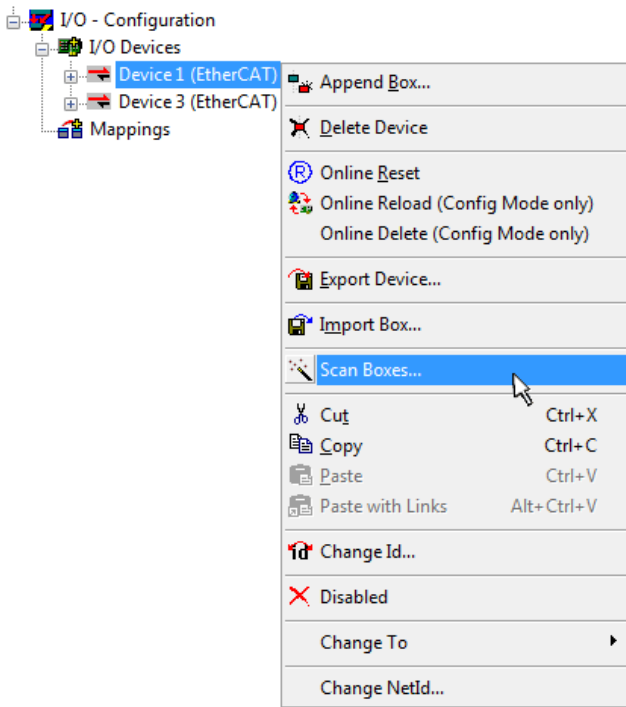 I/O - Configuration
I/O Devices
Device 1 (EtherCAT)
Device 3 (EtherCAT)
Mappings
Append Box...
Delete Device
Online Reset
Online Reload (Config Mode only)
Online Delete (Config Mode only)
Export Device...
Import Box...
Scan Boxes...
Cut Ctrl+X
Copy Ctrl+C
Paste Ctrl+V
Paste with Links Alt+Ctrl+V
Change Id...
Disabled
Change To
Change NetId...